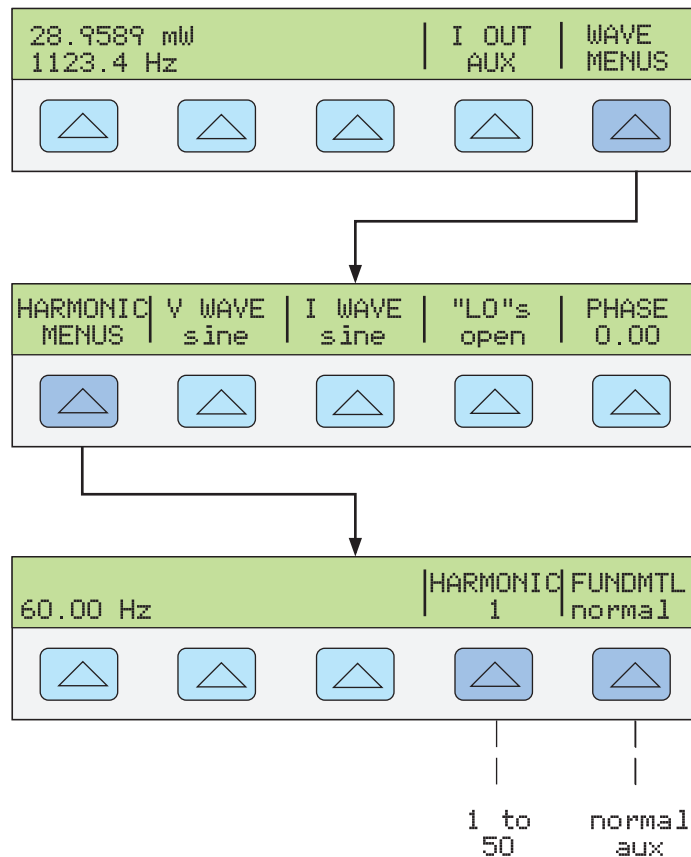 28.9589 mW
1123.4 Hz
I OUT
AUX
WAVE
MENUS
HARMONIC
MENUS
V WAVE
sine
I WAVE
sine
"LO"s
open
PHASE
0.00
60.00 Hz
HARMONIC
1
FUNDMTL
normal
1 to
50
normal
aux